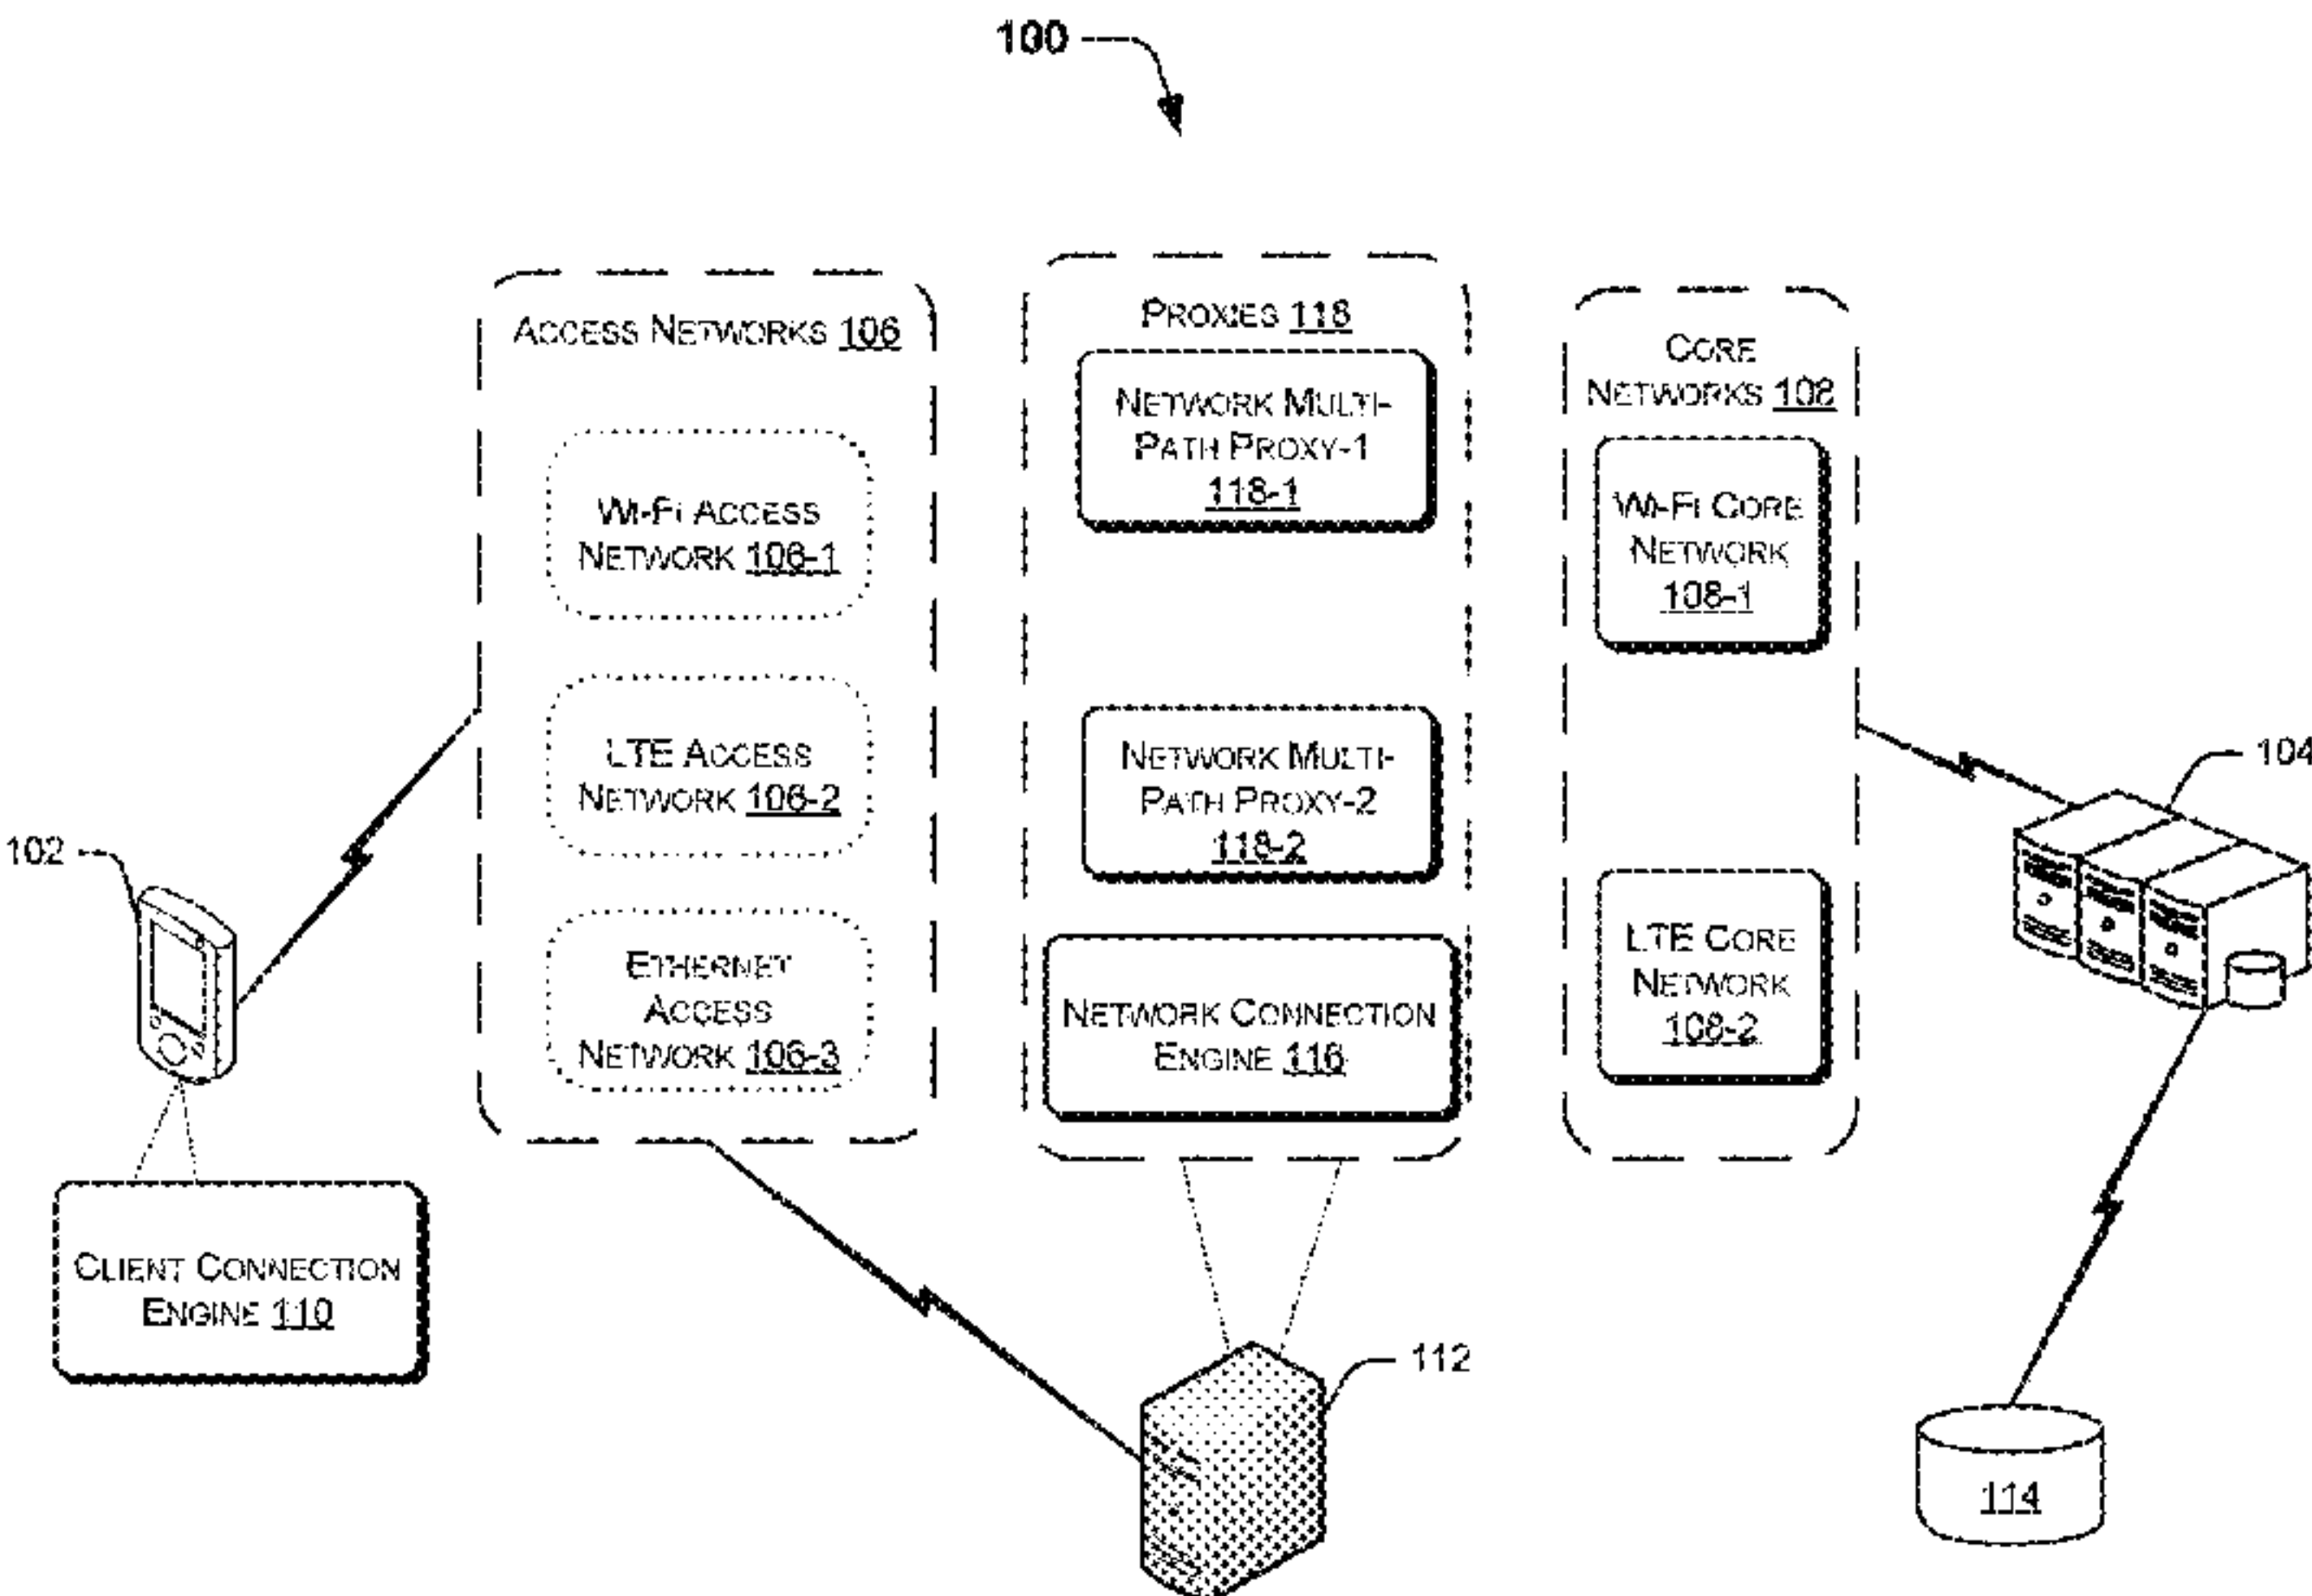 100
ACCESS NETWORKS 106
WI-FI ACCESS
NETWORK 106-1
LTE ACCESS
NETWORK 106-2
ETHERNET
ACCESS
NETWORK 106-3
PROXIES 118
NETWORK MULTI-
PATH PROXY-1
118-1
NETWORK MULTI-
PATH PROXY-2
118-2
NETWORK CONNECTION
ENGINE 116
CORE
NETWORKS 108
WI-FI CORE
NETWORK
108-1
LTE CORE
NETWORK
108-2
104
102
CLIENT CONNECTION
ENGINE 110
112
114